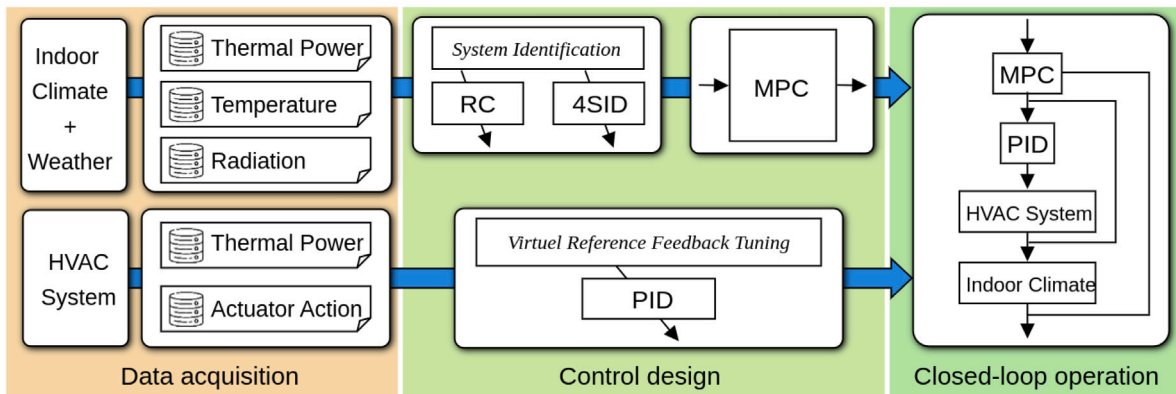 Indoor
Climate
+
Weather
Thermal Power
Temperature
Radiation
System Identification
RC
4SID
MPC
HVAC
System
Thermal Power
Actuator Action
Virtuel Reference Feedback Tuning
PID
MPC
PID
HVAC System
Indoor Climate
Data acquisition
Control design
Closed-loop operation